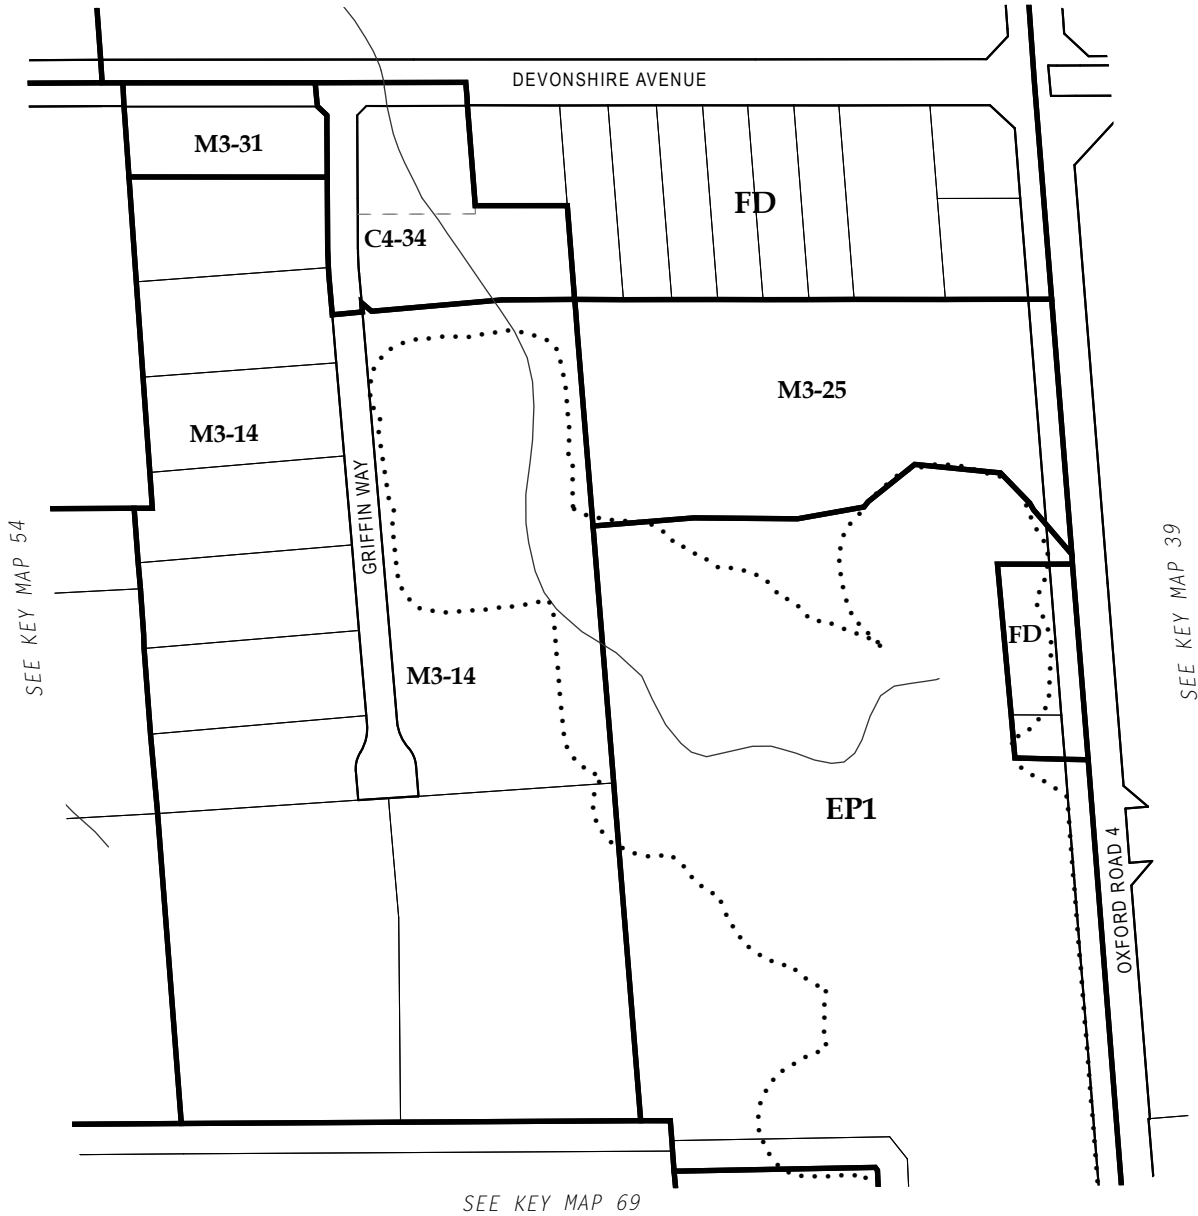 DEVONSHIRE AVENUE
M3-31
FD
C4-34
M3-25
M3-14
GRIFFIN WAY
SEE KEY MAP 54
SEE KEY MAP 39
FD
M3-14
EP1
OXFORD ROAD 4
SEE KEY MAP 69